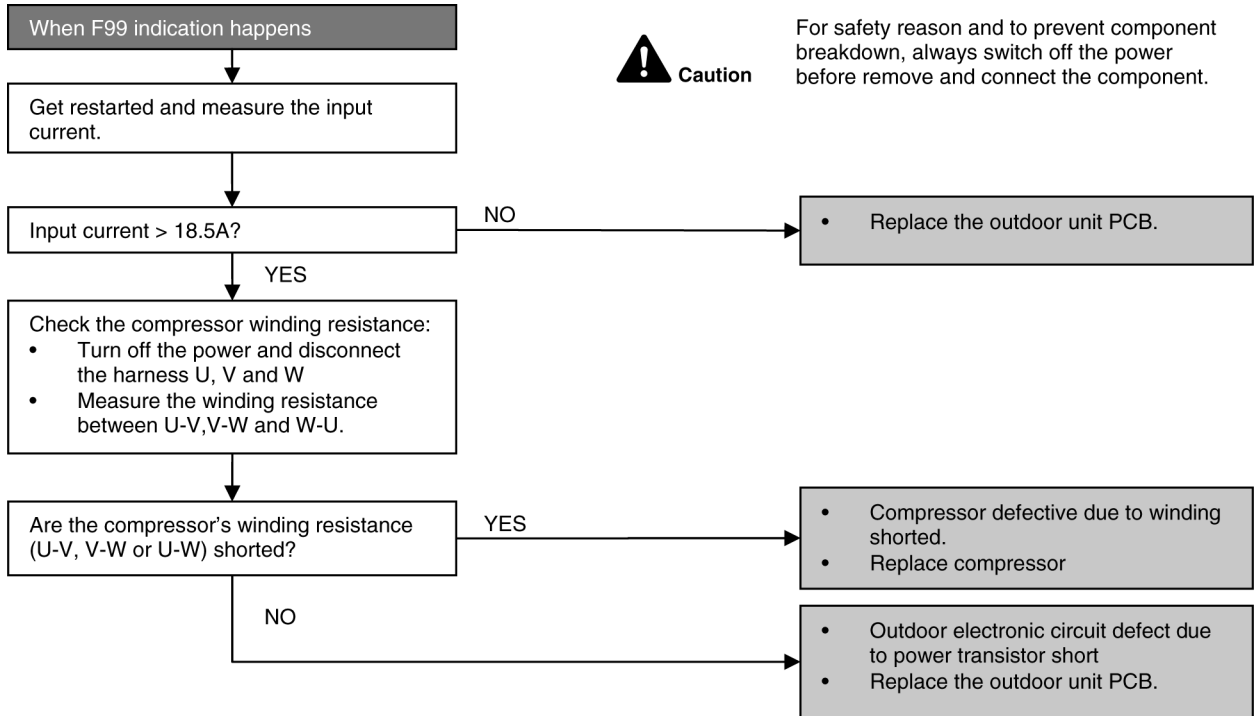 When F99 indication happens
Caution
For safety reason and to prevent component
breakdown, always switch off the power
before remove and connect the component.
Get restarted and measure the input
current.
Input current > 18.5A?
NO
• Replace the outdoor unit PCB.
YES
Check the compressor winding resistance:
• Turn off the power and disconnect
the harness U, V and W
• Measure the winding resistance
between U-V,V-W and W-U.
Are the compressor's winding resistance
(U-V, V-W or U-W) shorted?
YES
• Compressor defective due to winding
shorted.
• Replace compressor
NO
• Outdoor electronic circuit defect due
to power transistor short
• Replace the outdoor unit PCB.